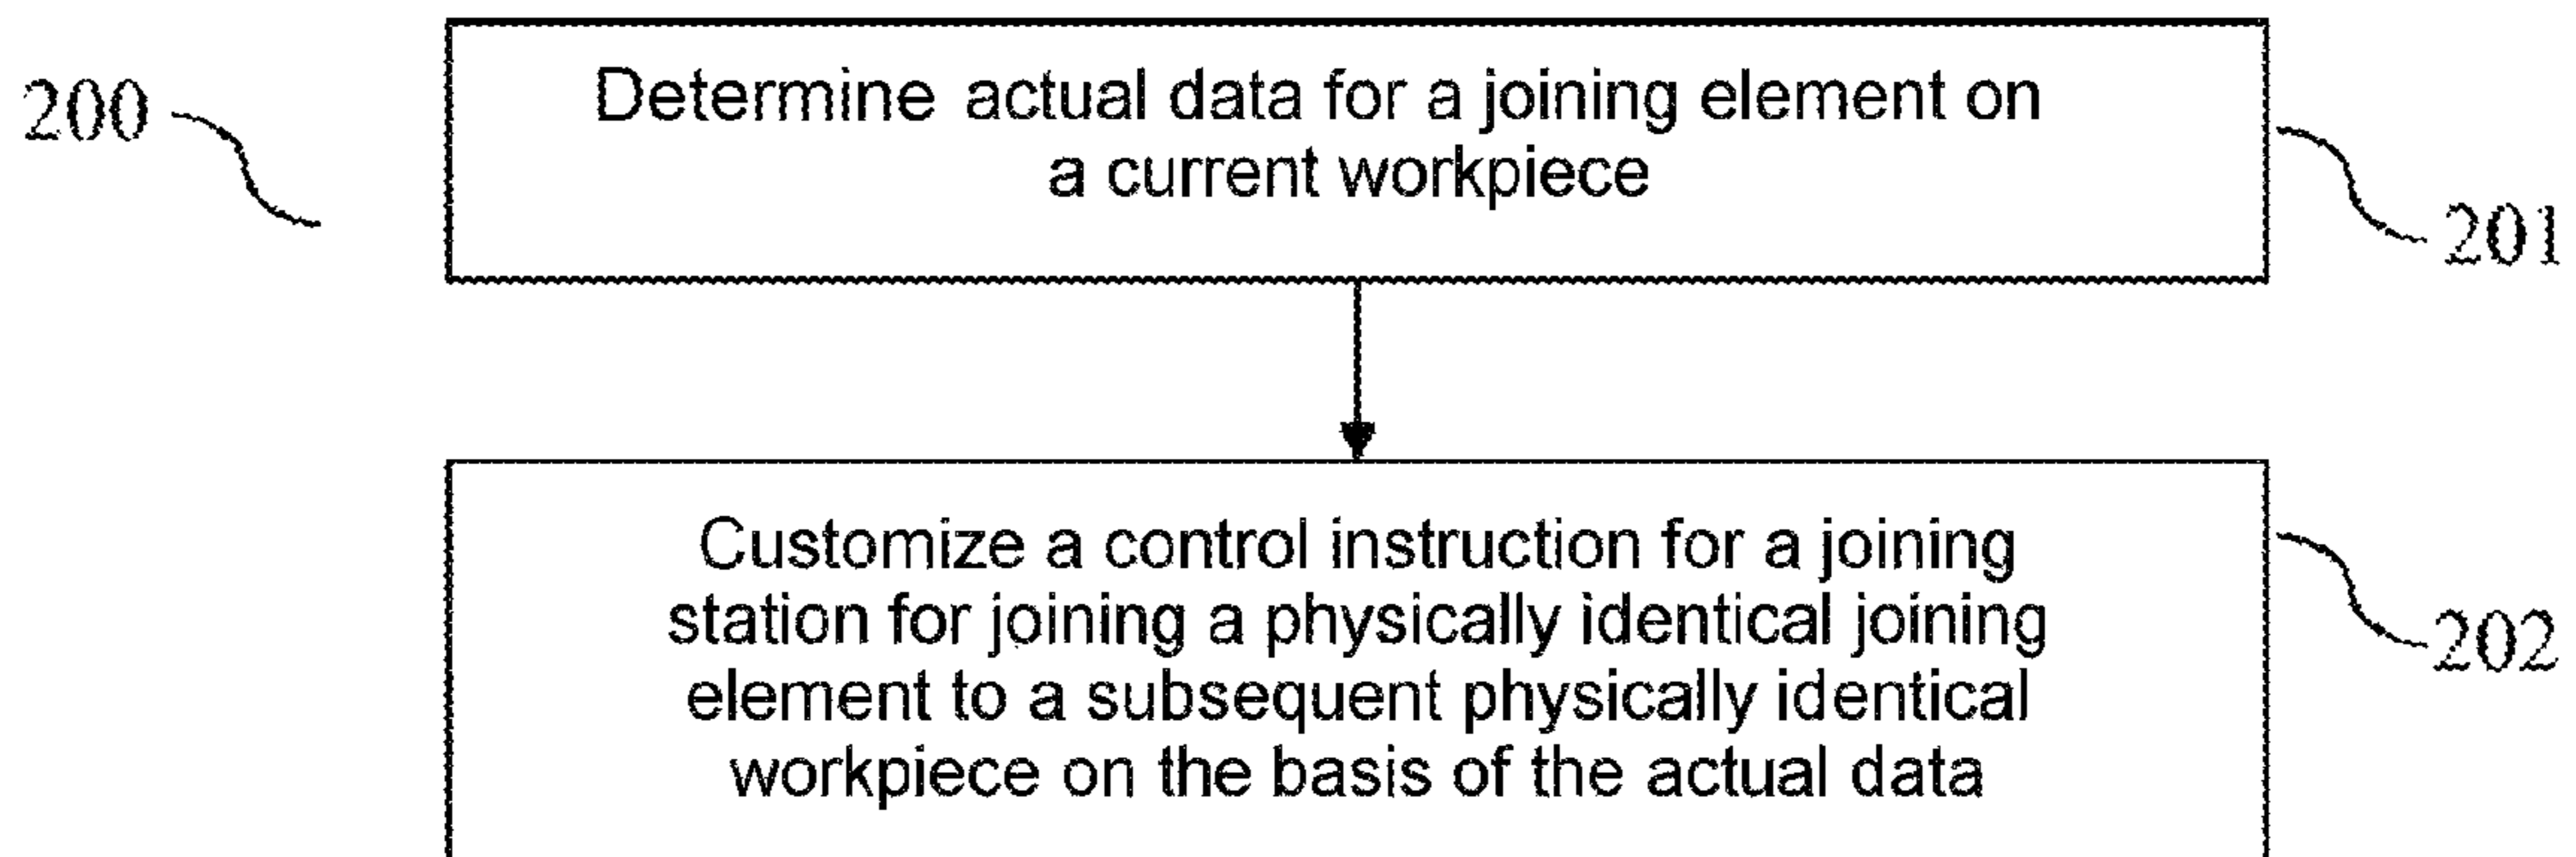 200
Determine actual data for a joining element on
a current workpiece
201
Customize a control instruction for a joining
station for joining a physically identical joining
element to a subsequent physically identical
workpiece on the basis of the actual data
202